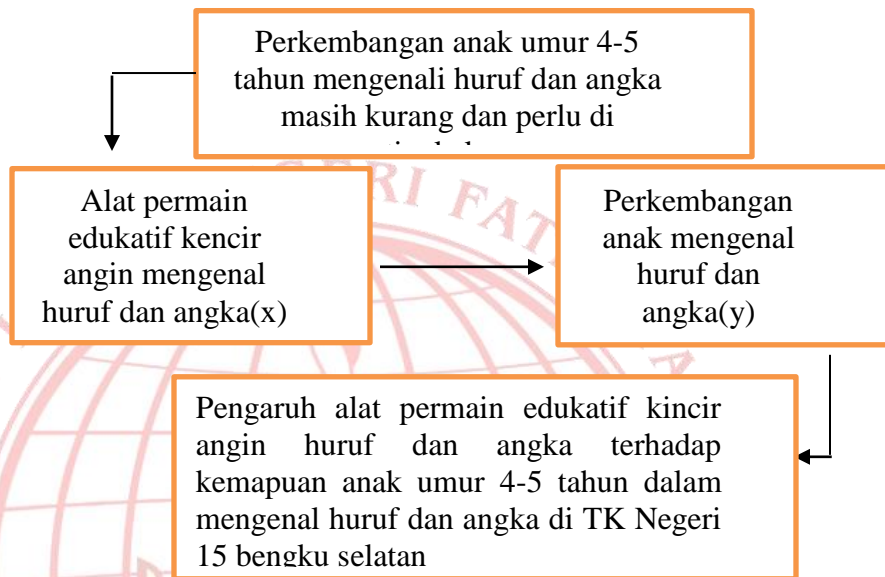 Perkembangan anak umur 4-5
tahun mengenali huruf dan angka
masih kurang dan perlu di
Alat permain
edukatif kencir
angin mengenal
huruf dan angka(x)
Perkembangan
anak mengenal
huruf dan
angka(y)
Pengaruh alat permain edukatif kincir
angin huruf dan angka terhadap
kemapuan anak umur 4-5 tahun dalam
mengenal huruf dan angka di TK Negeri
15 bengku selatan